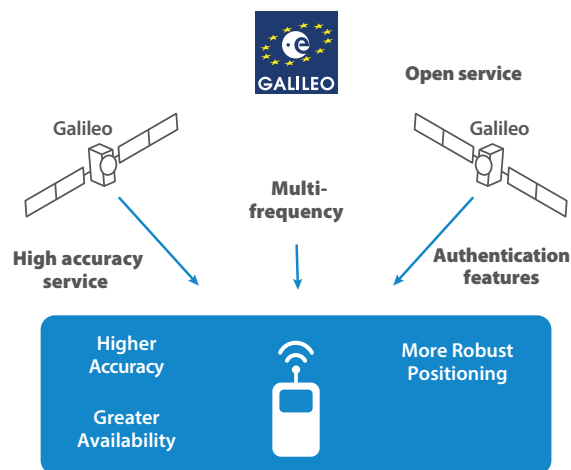 e
GALILEO
Open service
Galileo
Galileo
Multi-
frequency
High accuracy
service
Authentication
features
Higher
Accuracy
More Robust
Positioning
Greater
Availability